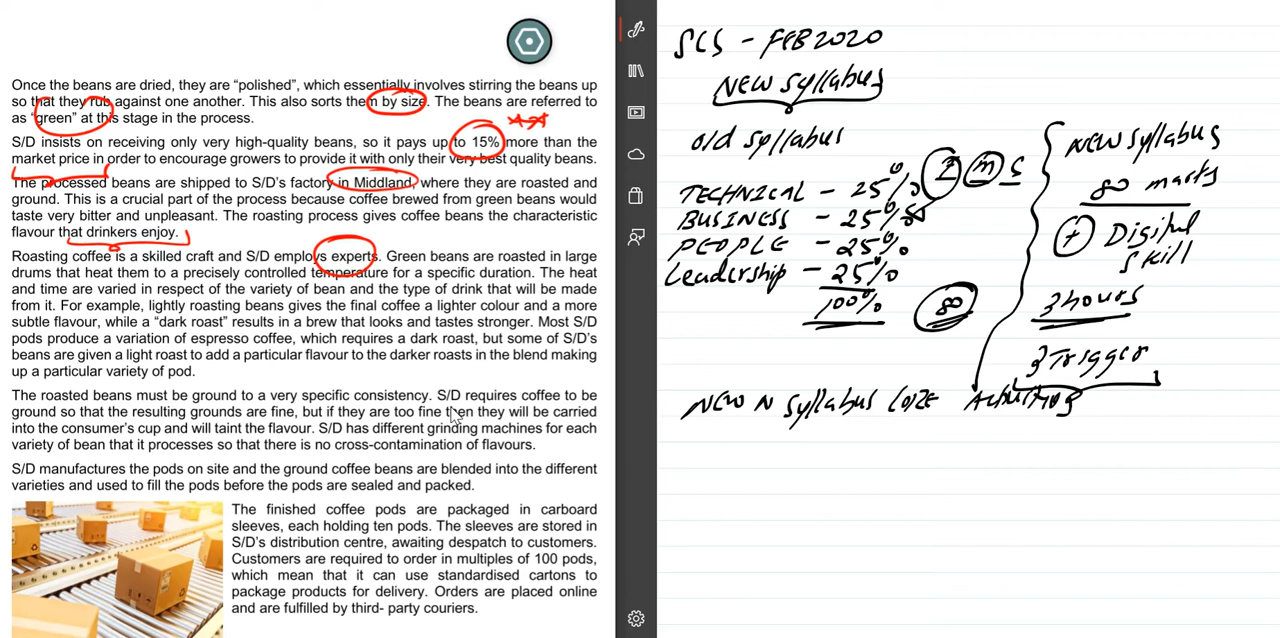 Once the beans are dried, they are “polished”, which essentially involves stirring the beans up
so that they rub against one another. This also sorts them by size. The beans are referred to
as “green” at this stage in the process.
S/D insists on receiving only very high-quality beans, so it pays up to 15% more than the
market price in order to encourage growers to provide it with only their very best quality beans.
The processed beans are shipped to S/D’s factory in Middland, where they are roasted and
ground. This is a crucial part of the process because coffee brewed from green beans would
taste very bitter and unpleasant. The roasting process gives coffee beans the characteristic
flavour that drinkers enjoy.
Roasting coffee is a skilled craft and S/D employs experts. Green beans are roasted in large
drums that heat them to a precisely controlled temperature for a specific duration. The heat
and time are varied in respect of the variety of bean and the type of drink that will be made
from it. For example, lightly roasting beans gives the final coffee a lighter colour and a more
subtle flavour, while a “dark roast” results in a brew that looks and tastes stronger. Most S/D
pods produce a variation of espresso coffee, which requires a dark roast, but some of S/D’s
beans are given a light roast to add a particular flavour to the darker roasts in the blend making
up a particular variety of pod.
The roasted beans must be ground to a very specific consistency. S/D requires coffee to be
ground so that the resulting grounds are fine, but if they are too fine then they will be carried
into the consumer’s cup and will taint the flavour. S/D has different grinding machines for each
variety of bean that it processes so that there is no cross-contamination of flavours.
S/D manufactures the pods on site and the ground coffee beans are blended into the different
varieties and used to fill the pods before the pods are sealed and packed.
The finished coffee pods are packaged in carboard
sleeves, each holding ten pods. The sleeves are stored in
S/D’s distribution centre, awaiting despatch to customers.
Customers are required to order in multiples of 100 pods,
which mean that it can use standardised cartons to
package products for delivery. Orders are placed online
and are fulfilled by third- party couriers.
SCS - FEB 2020
NEW Syllabus
Old Syllabus
TECHNICAL - 25%
BUSINESS - 25%
PEOPLE - 25%
Leadership - 25%
100%
80
m S
NEW Syllabus
80 marks
+ Digital
Skill
3 hours
3 Trigger
NEW Syllabus CORE Activities